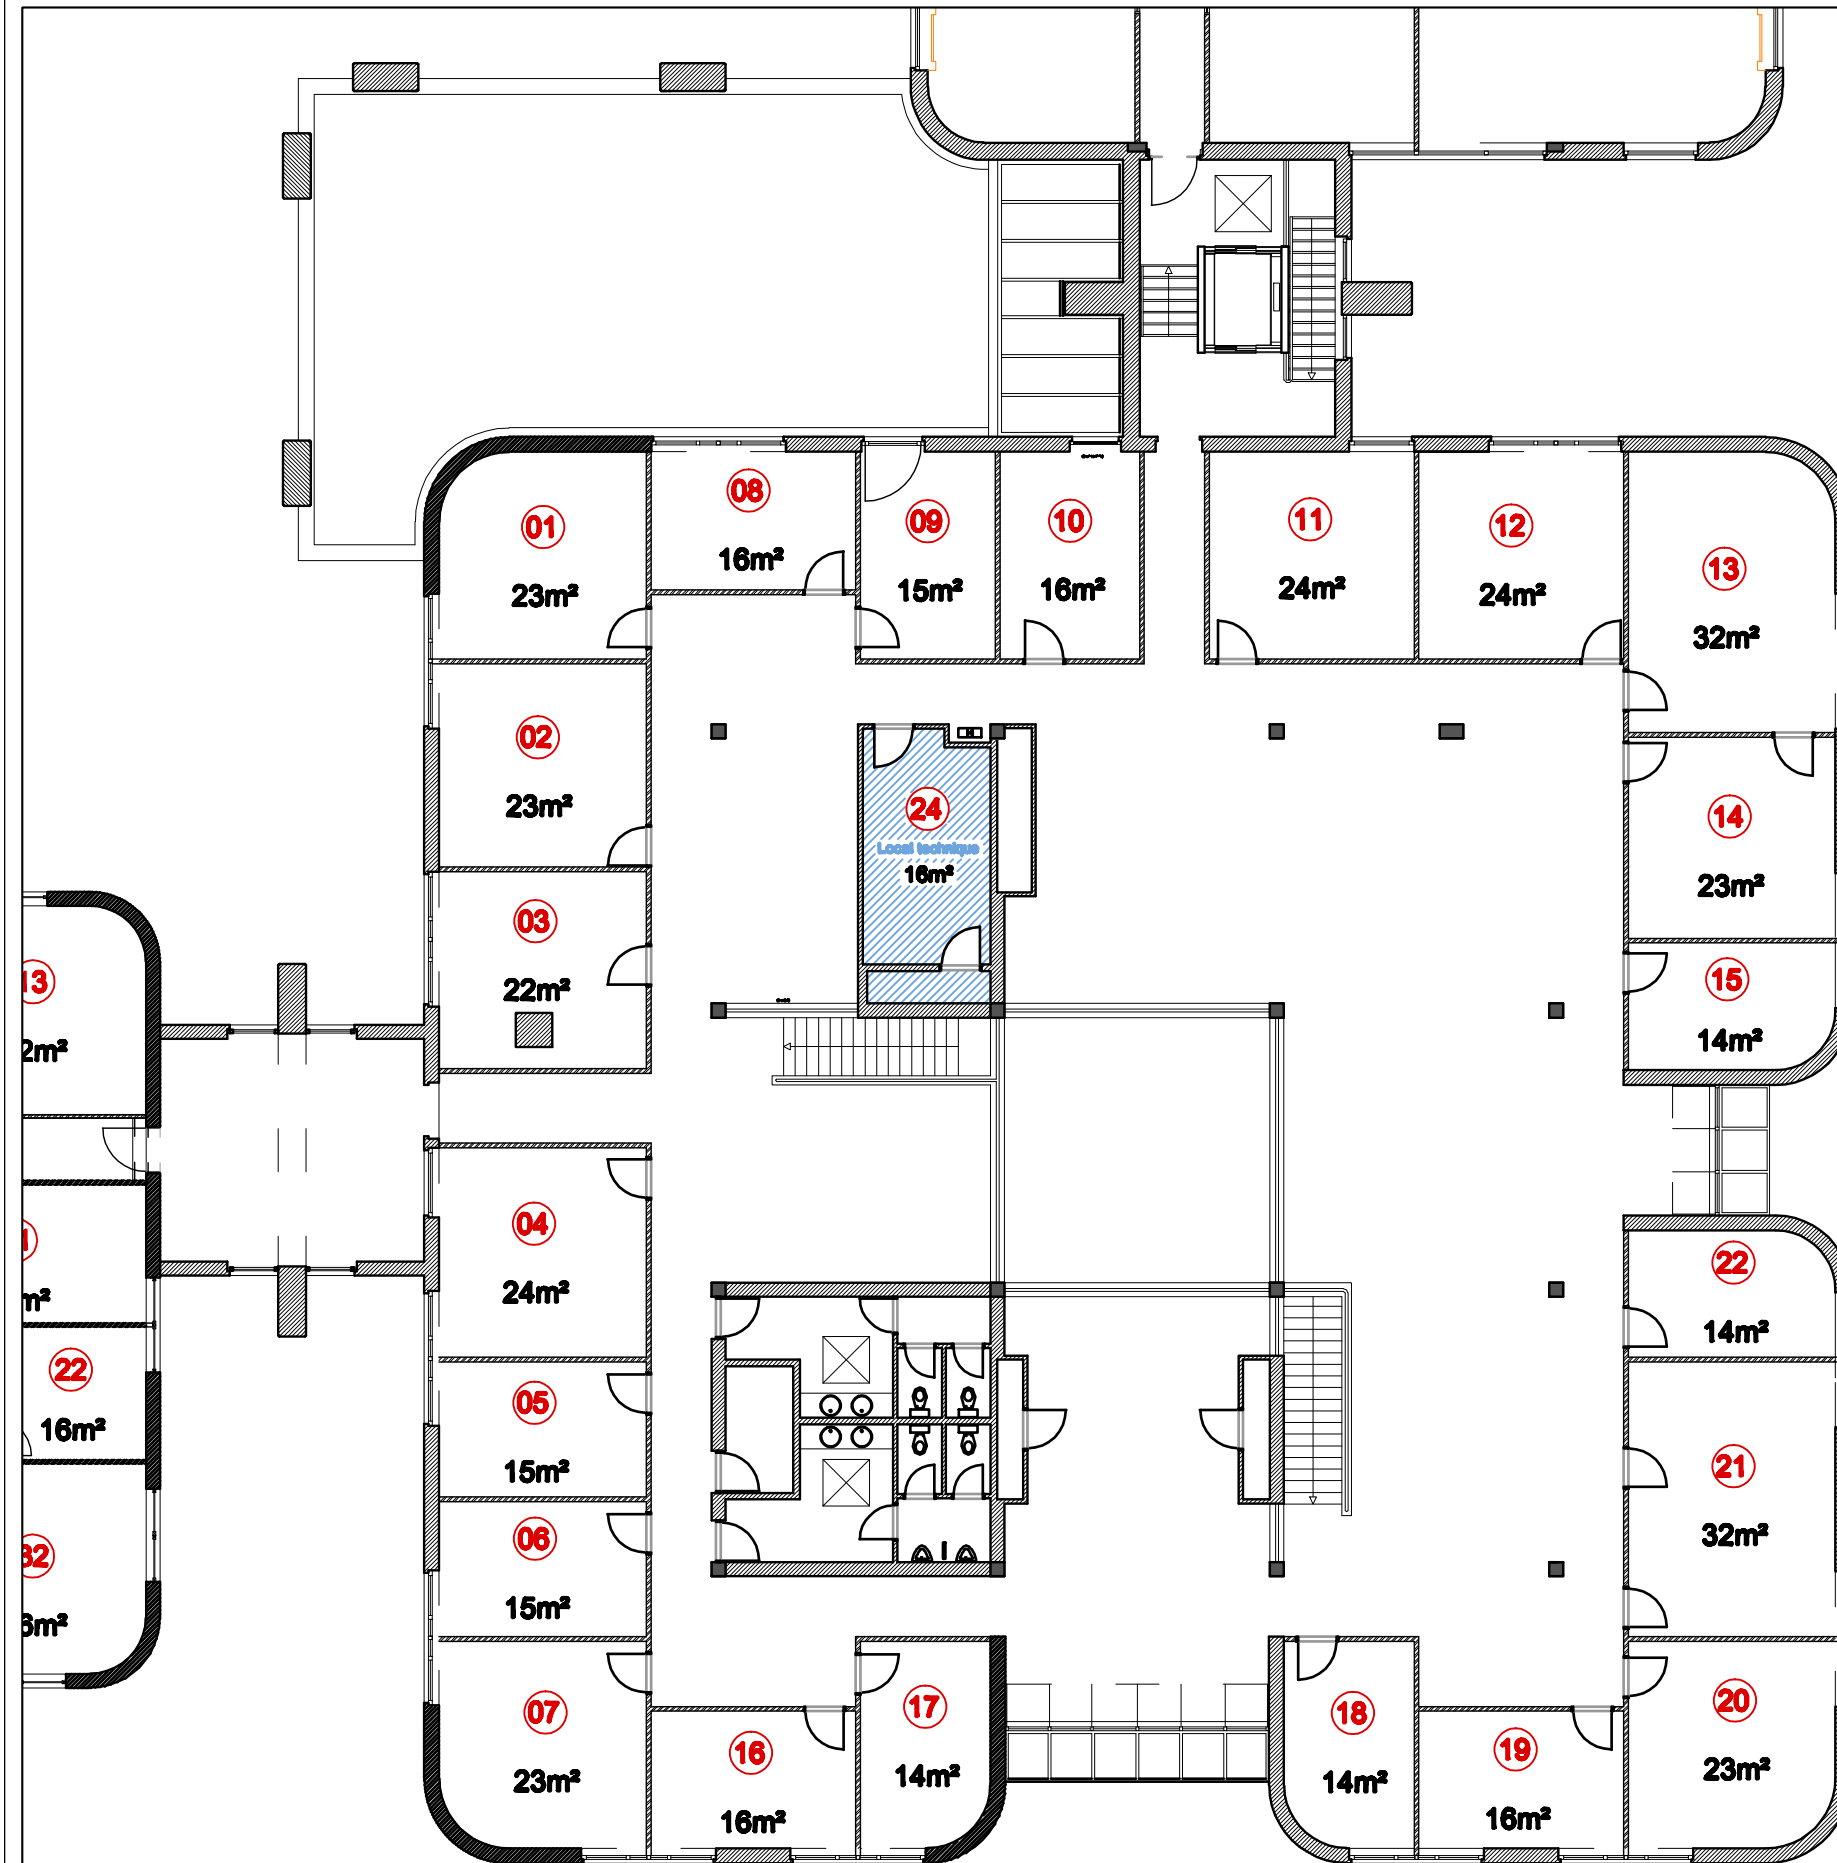 08
16m²
01
23m²
09
15m²
10
16m²
11
24m²
12
24m²
13
32m²
02
23m²
24
Local technique
16m²
14
23m²
03
22m²
15
14m²
13
2m²
04
24m²
22
14m²
m²
22
16m²
05
15m²
21
32m²
06
15m²
32
6m²
07
23m²
17
14m²
16
16m²
18
14m²
19
16m²
20
23m²